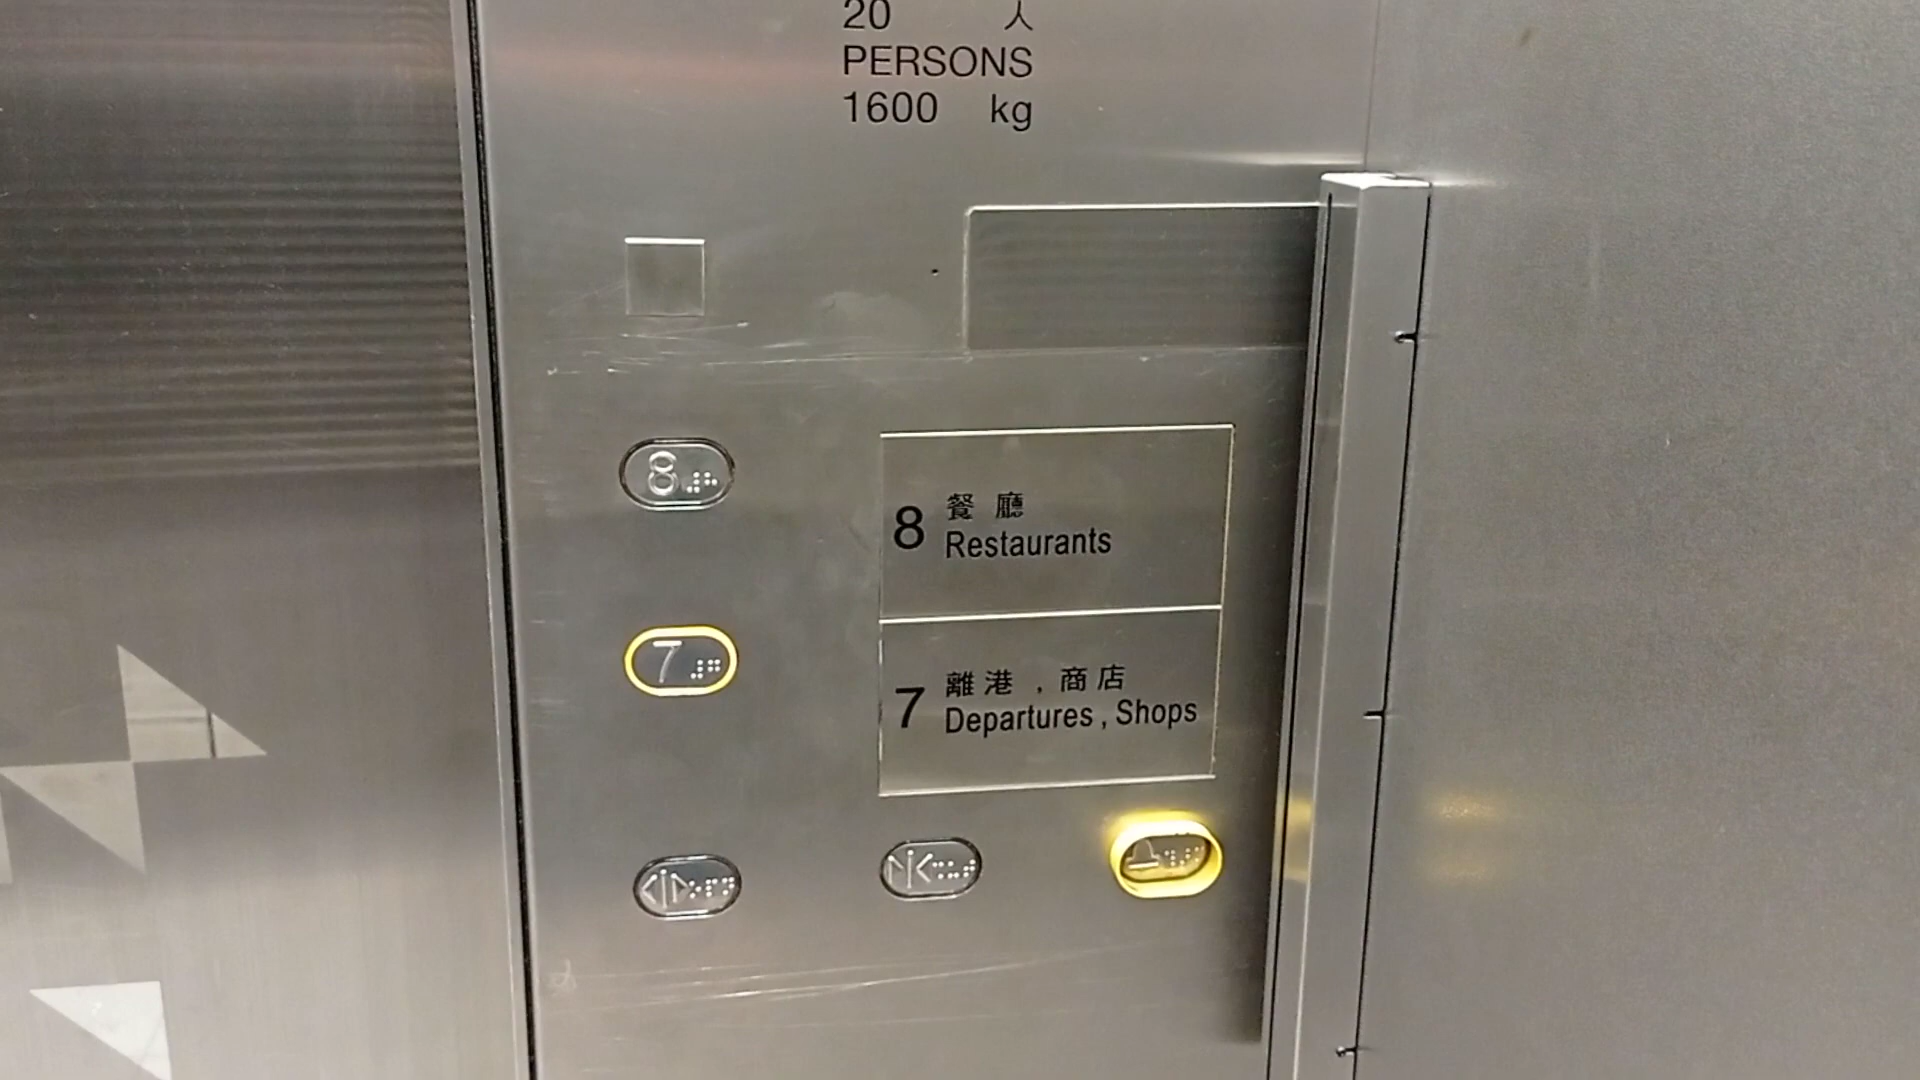 20 人
PERSONS
1600 kg
8
8 餐廳
Restaurants
7
7 離港，商店
Departures, Shops